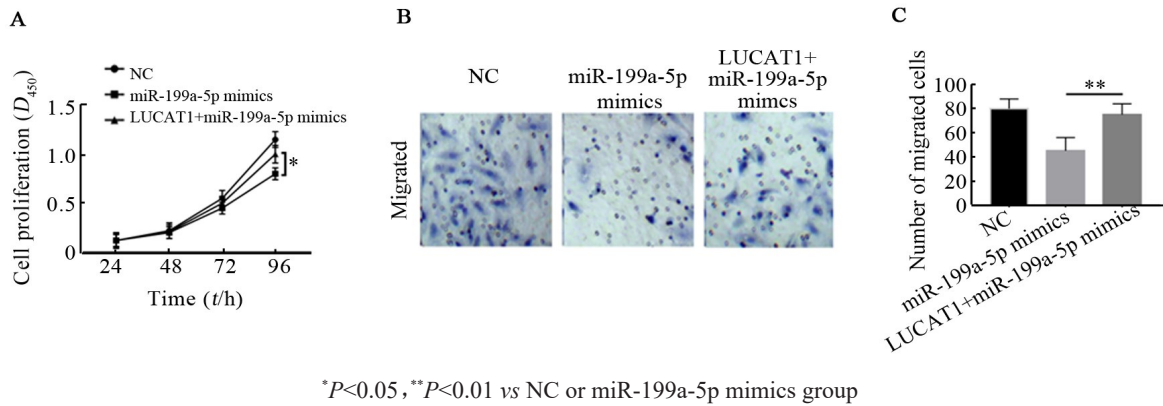 A
NC
miR-199a-5p mimics
LUCAT1+miR-199a-5p mimics
Cell proliferation (D450)
1.5
1.0
0.5
0
*
24 48 72 96
Time (t/h)
B
NC
miR-199a-5p
mimics
LUCAT1+
miR-199a-5p
mimcs
Migrated
C
Number of migrated cells
100
80
60
40
20
0
**
NC
miR-199a-5p mimics
LUCAT1+miR-199a-5p mimics
*P<0.05，**P<0.01 vs NC or miR-199a-5p mimics group